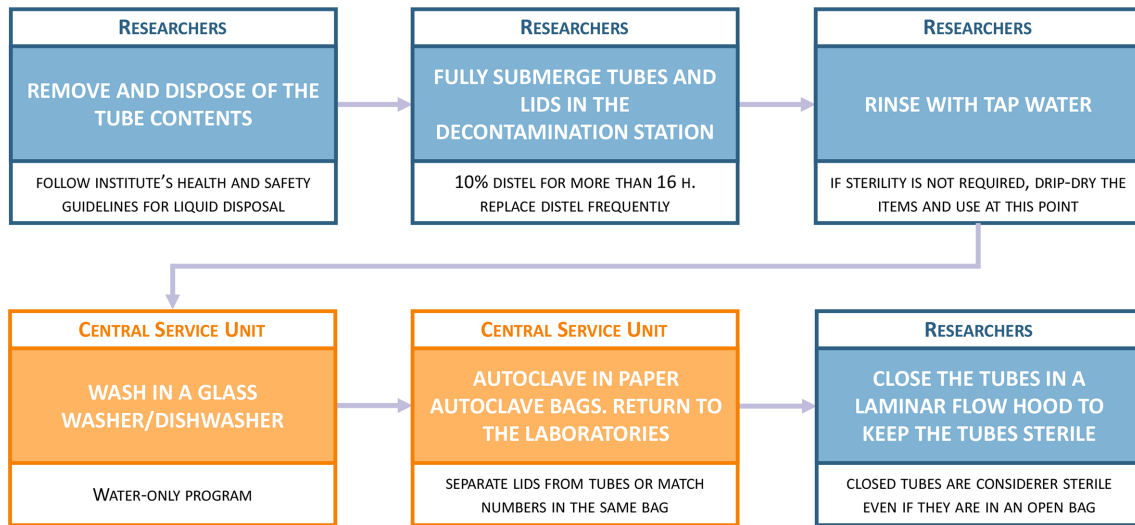 Researchers
REMOVE AND DISPOSE OF THE
TUBE CONTENTS
FOLLOW INSTITUTE'S HEALTH AND SAFETY
GUIDELINES FOR LIQUID DISPOSAL
Researchers
FULLY SUBMERGE TUBES AND
LIDS IN THE
DECONTAMINATION STATION
10% DISTEL FOR MORE THAN 16 H.
REPLACE DISTEL FREQUENTLY
Researchers
RINSE WITH TAP WATER
IF STERILITY IS NOT REQUIRED, DRIP-DRY THE
ITEMS AND USE AT THIS POINT
Central Service Unit
WASH IN A GLASS
WASHER/DISHWASHER
Water-only program
Central Service Unit
AUTOCLAVE IN PAPER
AUTOCLAVE BAGS. RETURN TO
THE LABORATORIES
SEPARATE LIDS FROM TUBES OR MATCH
NUMBERS IN THE SAME BAG
Researchers
CLOSE THE TUBES IN A
LAMINAR FLOW HOOD TO
KEEP THE TUBES STERILE
CLOSED TUBES ARE CONSIDERER STERILE
EVEN IF THEY ARE IN AN OPEN BAG